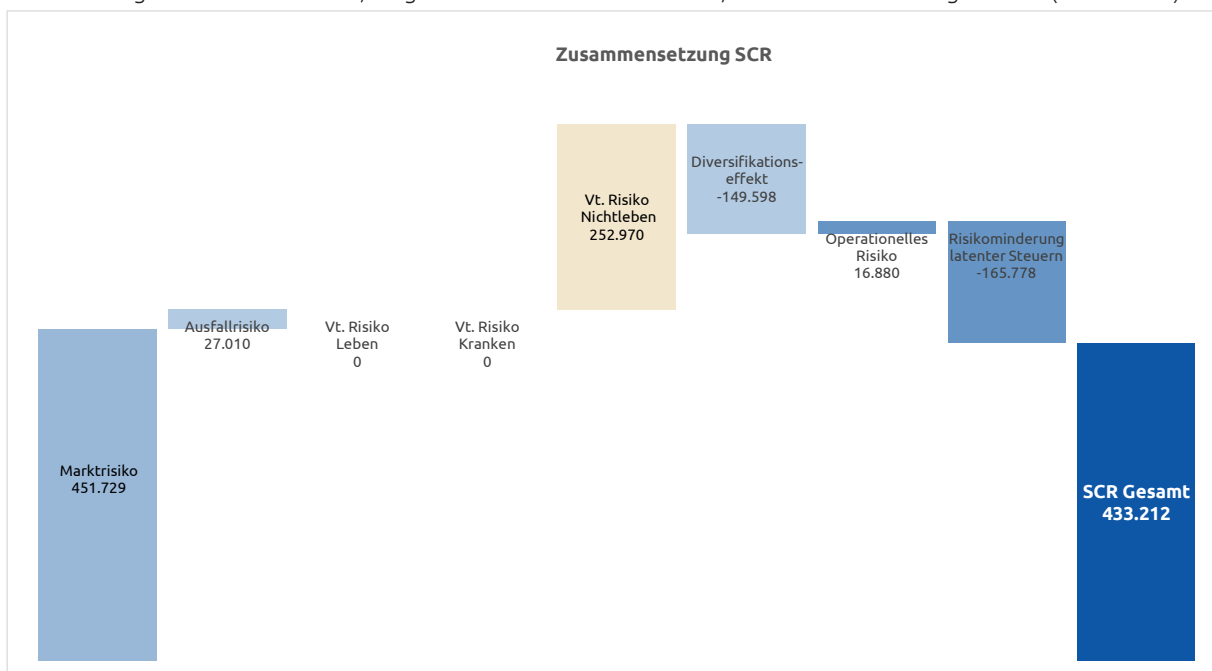 Zusammensetzung SCR
Diversifikations-
effekt
-149.598
Vt. Risiko
Nichtleben
252.970
Operationelles
Risiko
16.880
Risikominderung
latenter Steuern
-165.778
Ausfallrisiko
27.010
Vt. Risiko
Leben
0
Vt. Risiko
Kranken
0
Marktrisiko
451.729
SCR Gesamt
433.212